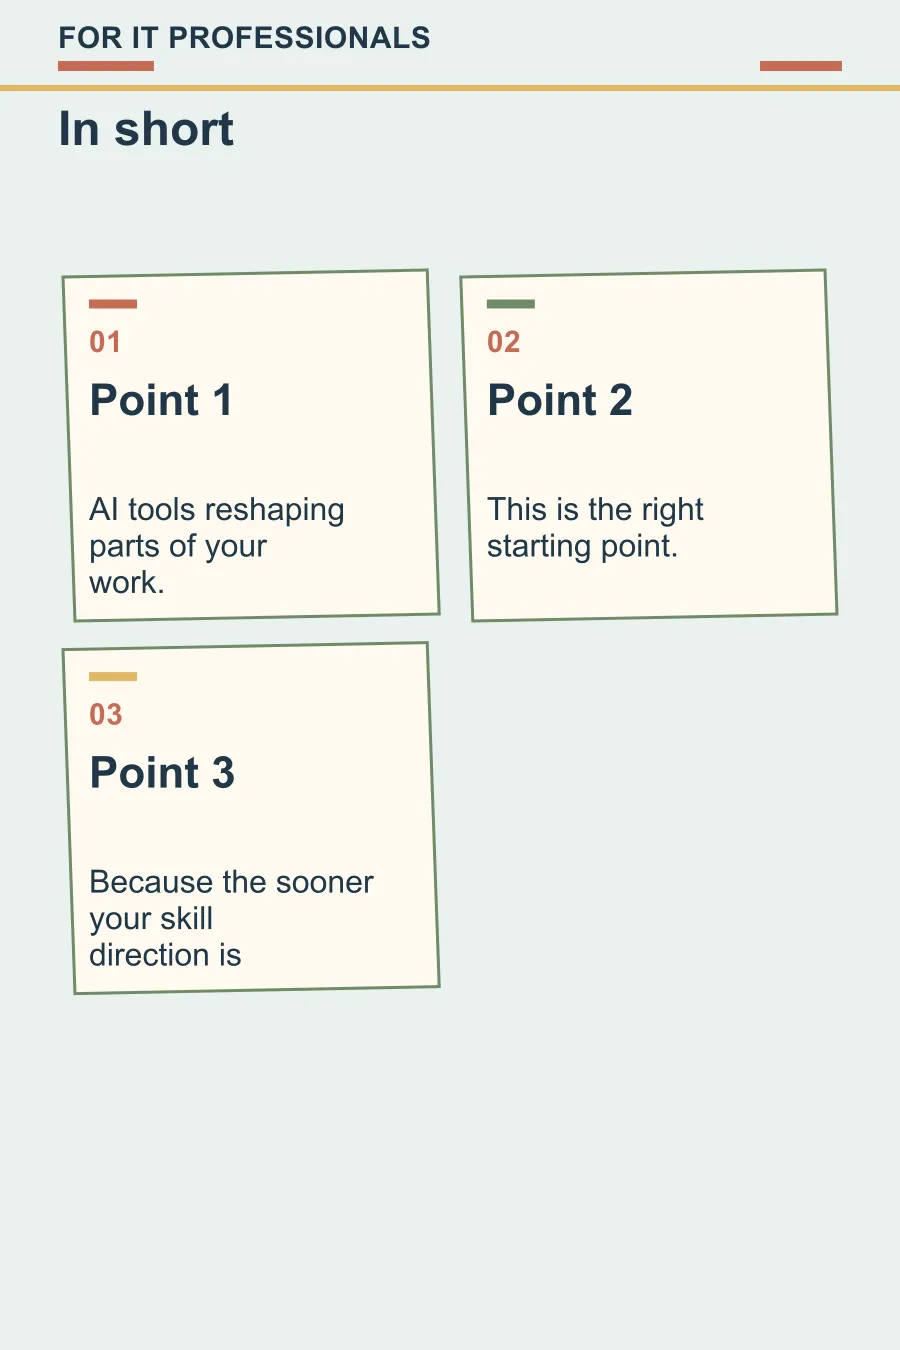 FOR IT PROFESSIONALS
In short
01
Point 1
AI tools reshaping
parts of your
work.
02
Point 2
This is the right
starting point.
03
Point 3
Because the sooner
your skill
direction is